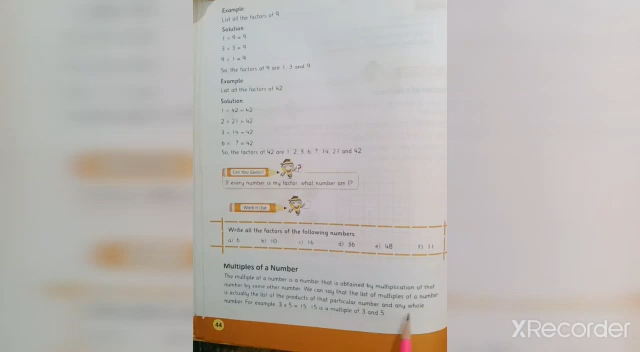 Example
List all the factors of 9
Solution
1 × 9 = 9
3 × 3 = 9
9 × 1 = 9
So, the factors of 9 are 1, 3 and 9
Example
List all the factors of 42
Solution
1 × 42 = 42
2 × 21 = 42
3 × 14 = 42
6 × 7 = 42
So, the factors of 42 are 1, 2, 3, 6, 7, 14, 21 and 42
Can You Guess?
If every number is my factor, what number am I?
Work It Out
Write all the factors of the following numbers
a) 6 b) 10 c) 16 d) 36 e) 48 f) 11
Multiples of a Number
The multiple of a number is a number that is obtained by multiplication of that
number by some other number. We can say that the list of multiples of a number
is actually the list of the products of that particular number and any whole
number. For example, 3 × 5 = 15, 15 is a multiple of 3 and 5
44
XRecorder